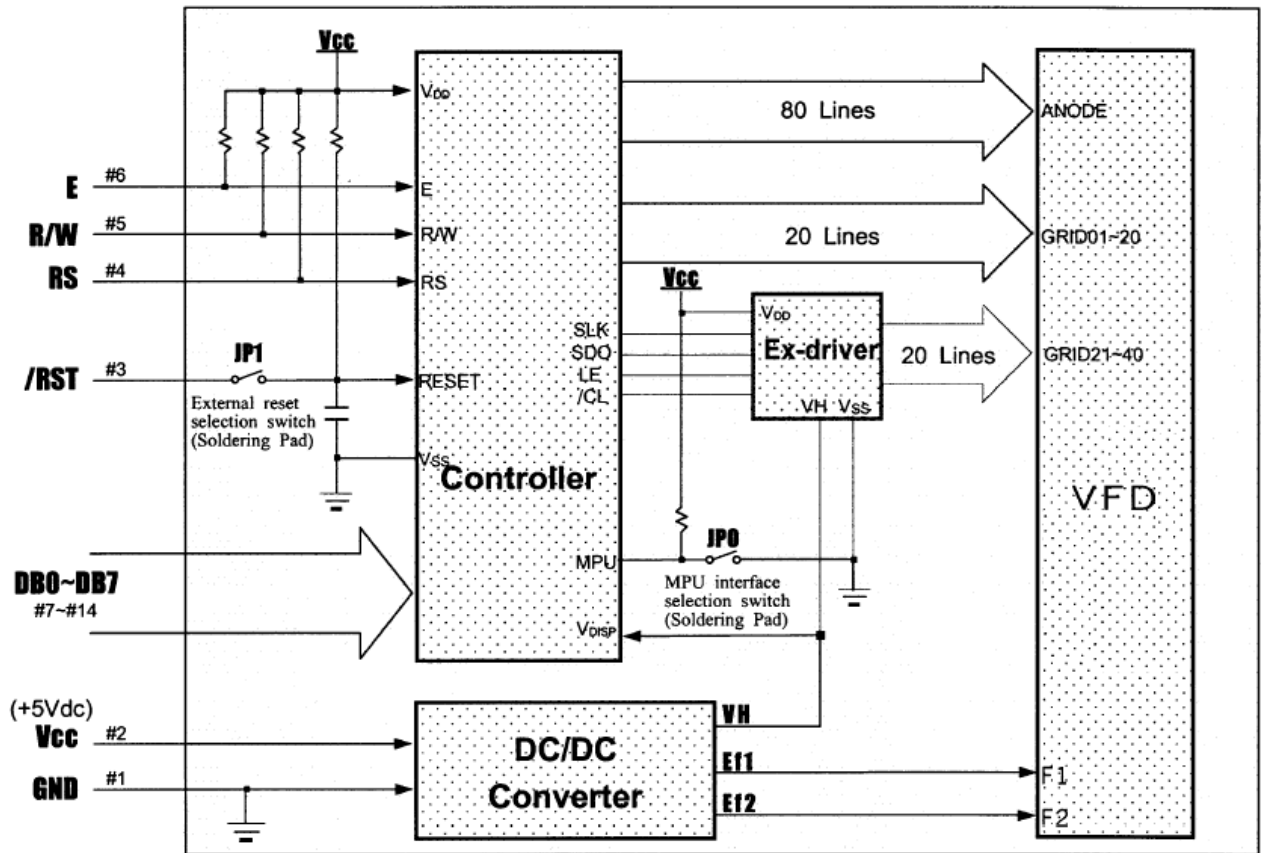 Vcc
VDD
80 Lines
ANODE
E
#6
E
R/W
#5
R/W
20 Lines
GRID01~20
RS
#4
RS
Vcc
VDD
SLK
SDO
LE
/CL
Ex-driver
20 Lines
GRID21~40
VH VSS
/RST
#3
JP1
RESET
External reset
selection switch
(Soldering Pad)
VSS
Controller
VFD
MPU
JP0
MPU interface
selection switch
(Soldering Pad)
DB0~DB7
#7~#14
VDISP
(+5Vdc)
Vcc
#2
GND
#1
DC/DC
Converter
VH
Ef1
F1
Ef2
F2